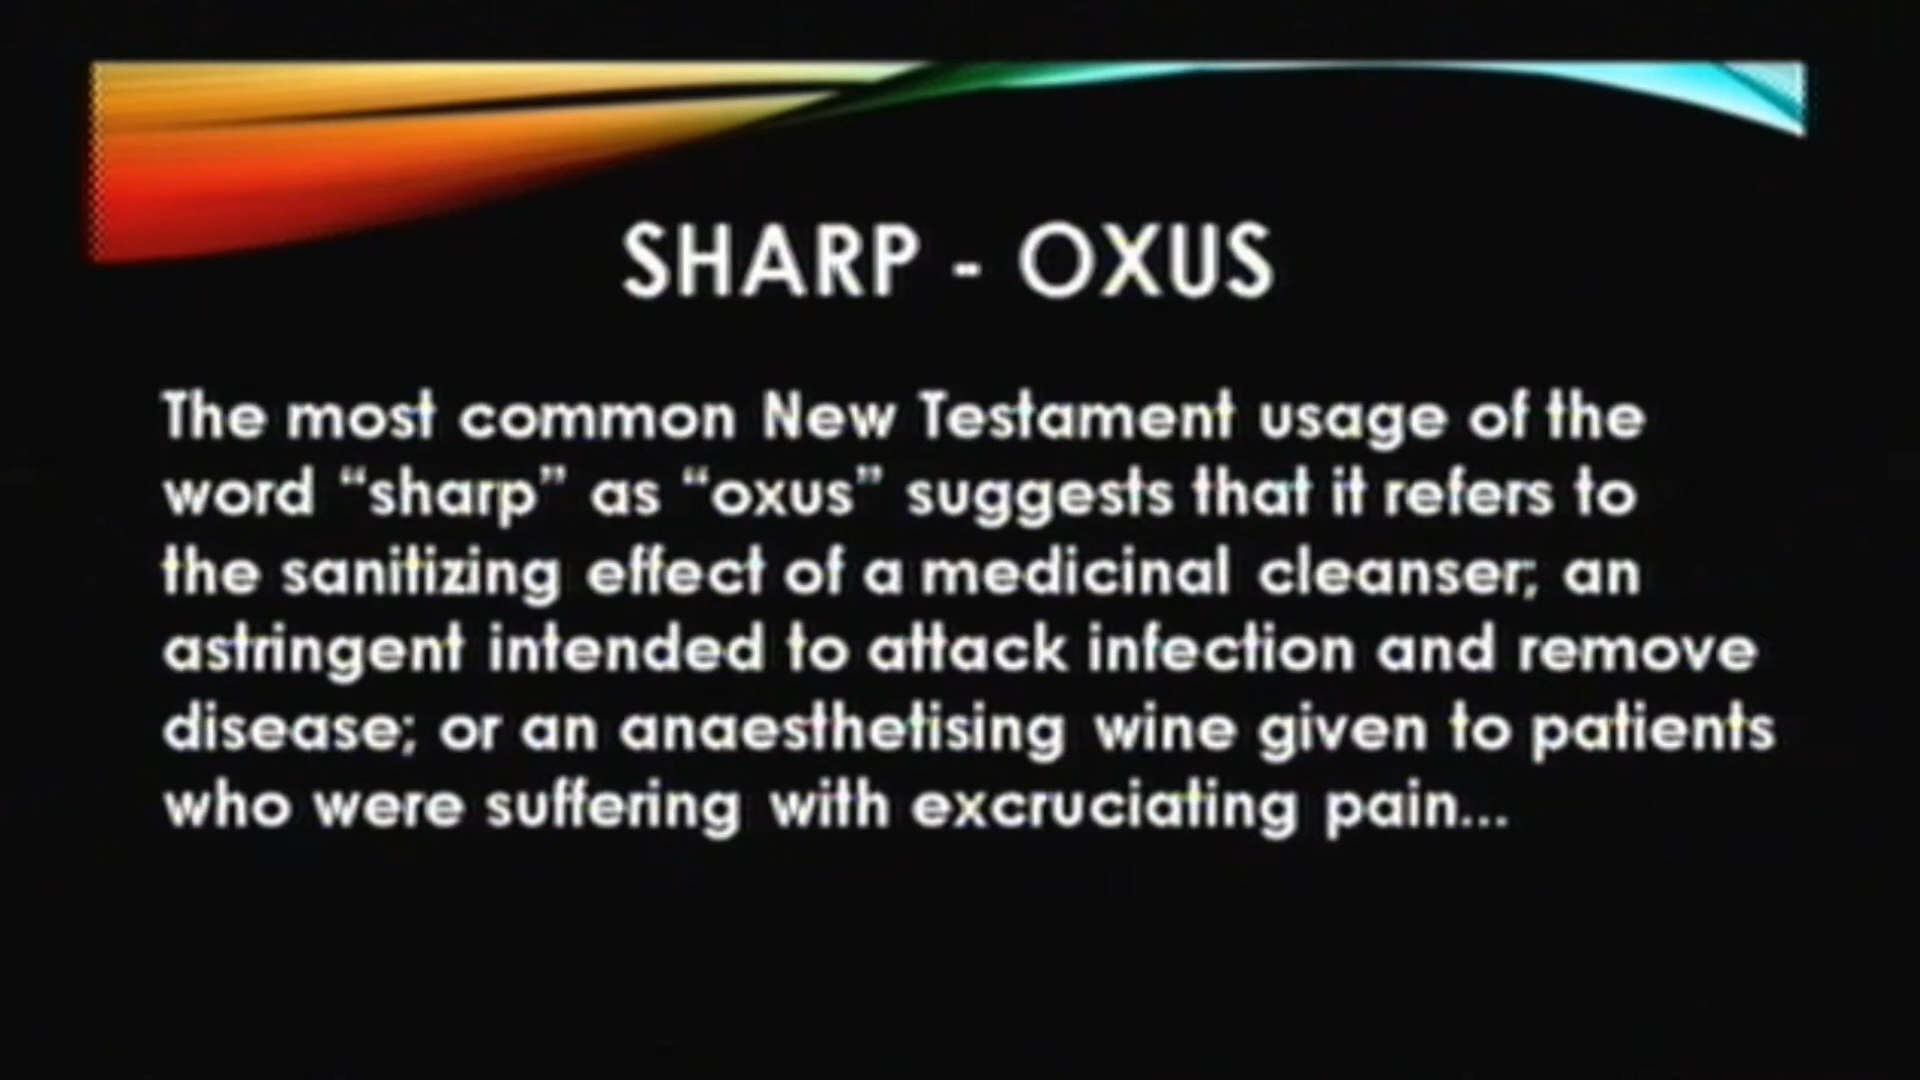 SHARP - OXUS
The most common New Testament usage of the
word “sharp” as “oxus” suggests that it refers to
the sanitizing effect of a medicinal cleanser; an
astringent intended to attack infection and remove
disease; or an anaesthetising wine given to patients
who were suffering with excruciating pain...